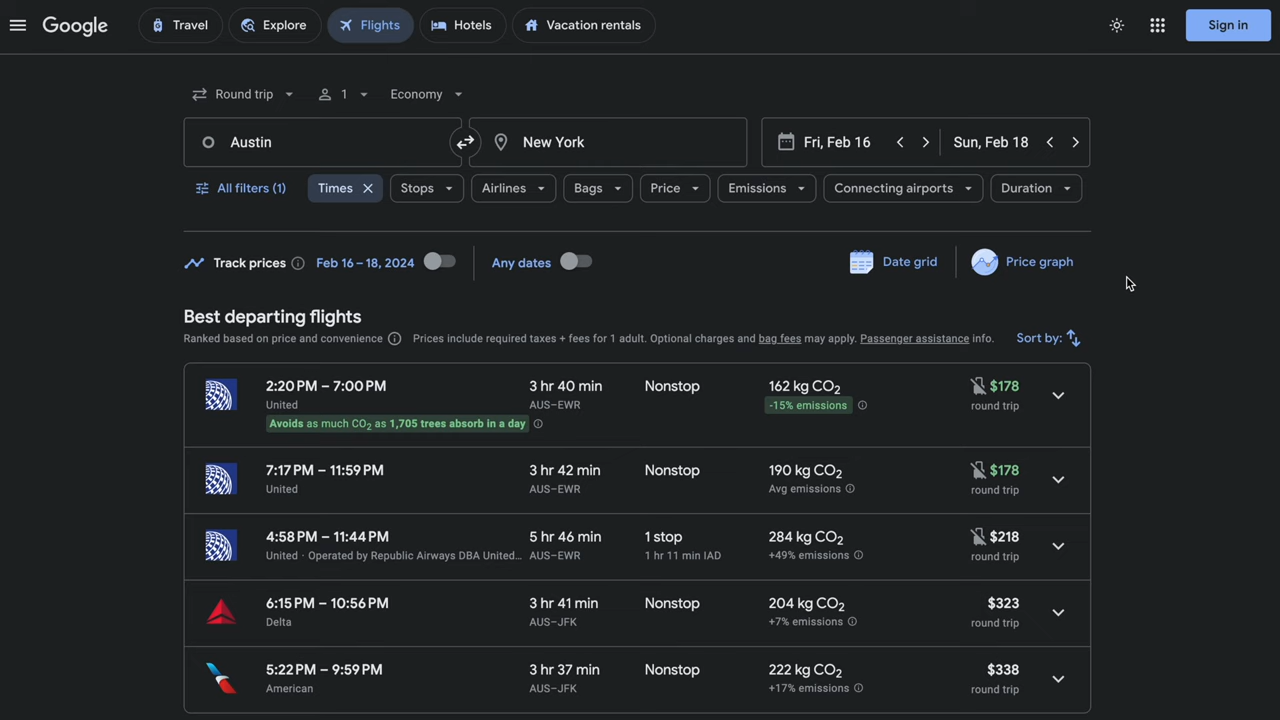 Google Travel Explore Flights Hotels Vacation rentals Sign in
Round trip 1 Economy
Austin New York Fri, Feb 16 Sun, Feb 18
All filters (1) Times Stops Airlines Bags Price Emissions Connecting airports Duration
Track prices Feb 16 – 18, 2024 Any dates Date grid Price graph
Best departing flights
Ranked based on price and convenience Prices include required taxes + fees for 1 adult. Optional charges and bag fees may apply. Passenger assistance info. Sort by:
2:20 PM – 7:00 PM 3 hr 40 min Nonstop 162 kg CO2 $178
United AUS–EWR -15% emissions round trip
Avoids as much CO2 as 1,705 trees absorb in a day
7:17 PM – 11:59 PM 3 hr 42 min Nonstop 190 kg CO2 $178
United AUS–EWR Avg emissions round trip
4:58 PM – 11:44 PM 5 hr 46 min 1 stop 284 kg CO2 $218
United · Operated by Republic Airways DBA United... AUS–EWR 1 hr 11 min IAD +49% emissions round trip
6:15 PM – 10:56 PM 3 hr 41 min Nonstop 204 kg CO2 $323
Delta AUS–JFK +7% emissions round trip
5:22 PM – 9:59 PM 3 hr 37 min Nonstop 222 kg CO2 $338
American AUS–JFK +17% emissions round trip